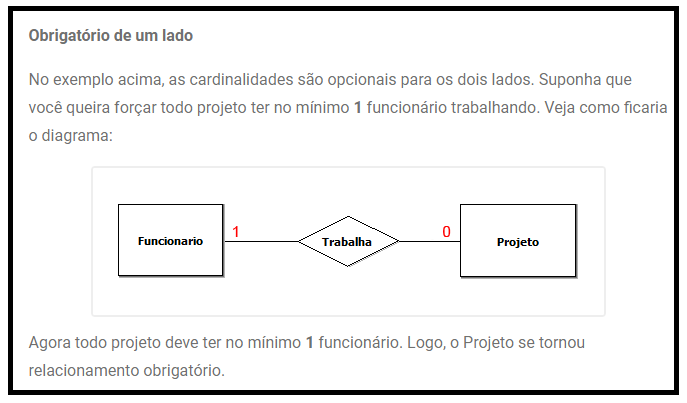 Obrigatório de um lado
No exemplo acima, as cardinalidades são opcionais para os dois lados. Suponha que
você queira forçar todo projeto ter no mínimo 1 funcionário trabalhando. Veja como ficaria
o diagrama:
Funcionario 1 Trabalha 0 Projeto
Agora todo projeto deve ter no mínimo 1 funcionário. Logo, o Projeto se tornou
relacionamento obrigatório.